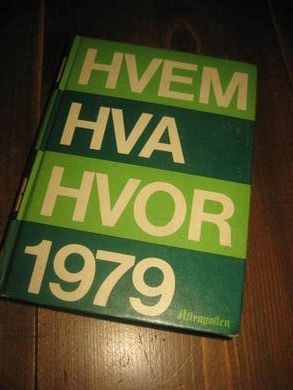 HVEM
HVA
HVOR
1979
Aftenposten